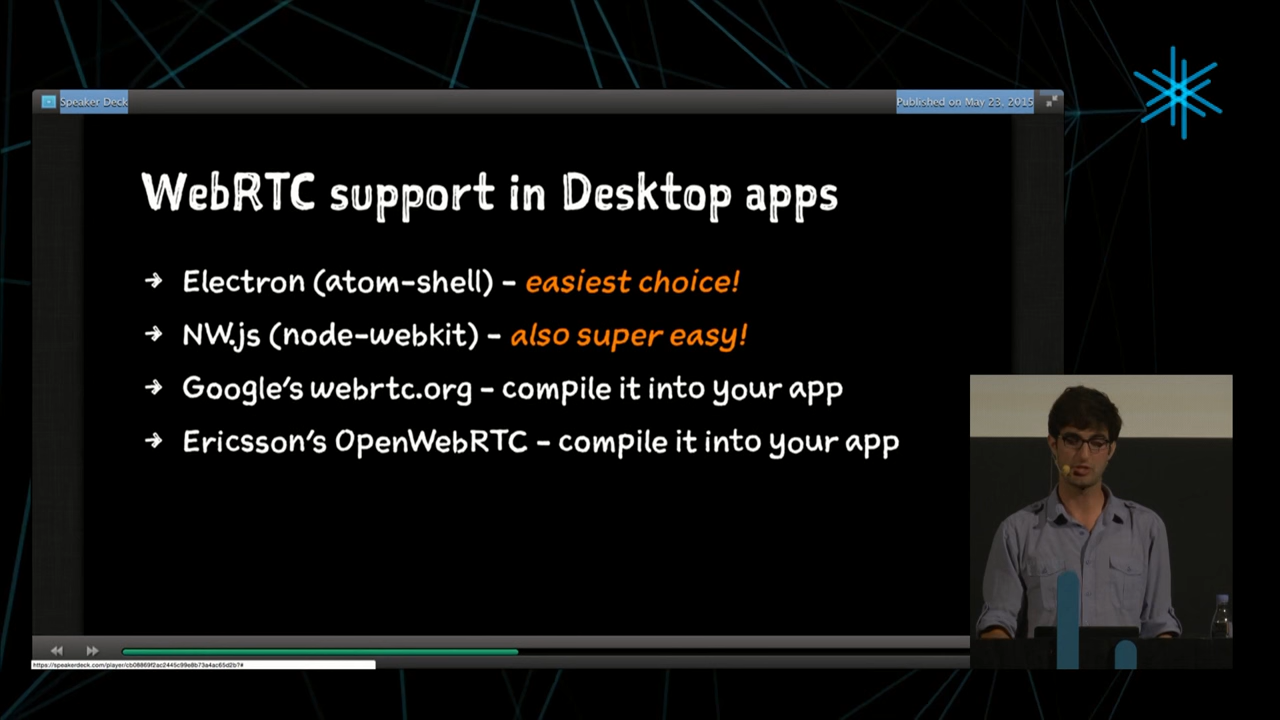 Speaker Deck
Published on May 23, 2015
WebRTC support in Desktop apps
→ Electron (atom-shell) - easiest choice!
→ NW.js (node-webkit) - also super easy!
→ Google's webrtc.org - compile it into your app
→ Ericsson's OpenWebRTC - compile it into your app